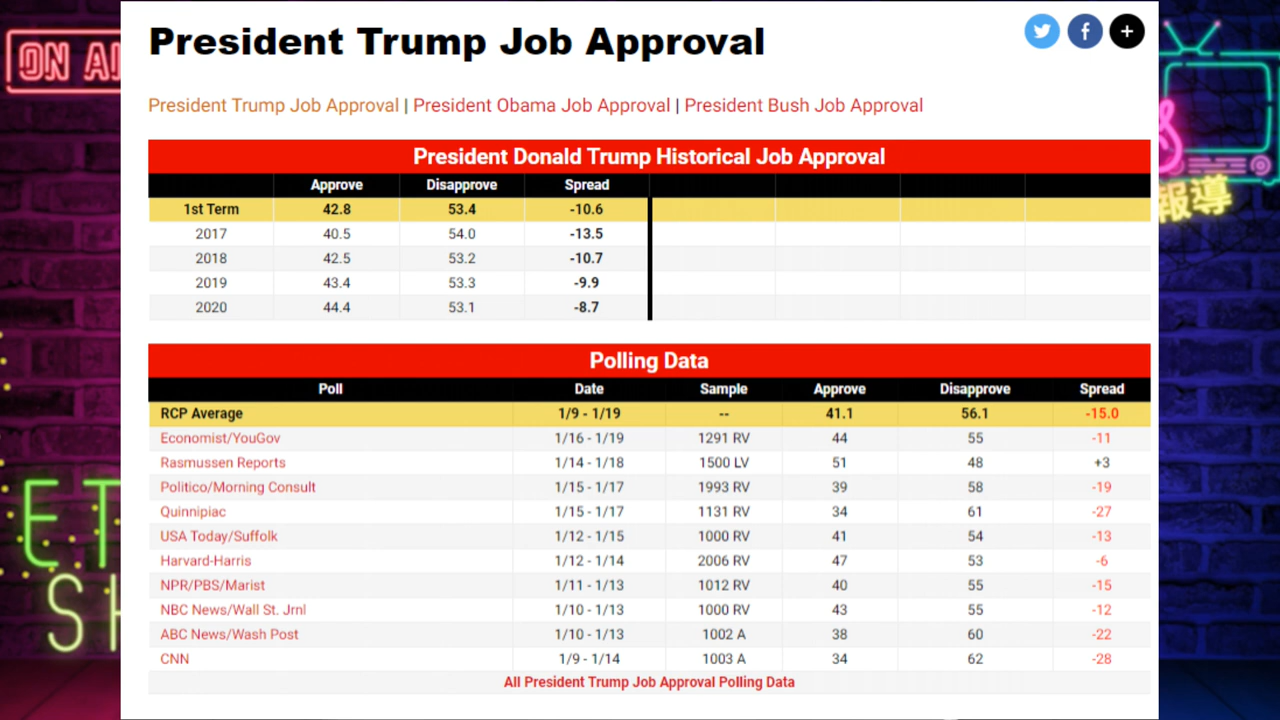 President Trump Job Approval
President Trump Job Approval | President Obama Job Approval | President Bush Job Approval
President Donald Trump Historical Job Approval
Approve Disapprove Spread
1st Term 42.8 53.4 -10.6
2017 40.5 54.0 -13.5
2018 42.5 53.2 -10.7
2019 43.4 53.3 -9.9
2020 44.4 53.1 -8.7
Polling Data
Poll Date Sample Approve Disapprove Spread
RCP Average 1/9 - 1/19 -- 41.1 56.1 -15.0
Economist/YouGov 1/16 - 1/19 1291 RV 44 55 -11
Rasmussen Reports 1/14 - 1/18 1500 LV 51 48 +3
Politico/Morning Consult 1/15 - 1/17 1993 RV 39 58 -19
Quinnipiac 1/15 - 1/17 1131 RV 34 61 -27
USA Today/Suffolk 1/12 - 1/15 1000 RV 41 54 -13
Harvard-Harris 1/12 - 1/14 2006 RV 47 53 -6
NPR/PBS/Marist 1/11 - 1/13 1012 RV 40 55 -15
NBC News/Wall St. Jrnl 1/10 - 1/13 1000 RV 43 55 -12
ABC News/Wash Post 1/10 - 1/13 1002 A 38 60 -22
CNN 1/9 - 1/14 1003 A 34 62 -28
All President Trump Job Approval Polling Data
ON AI
ET
SH
報導